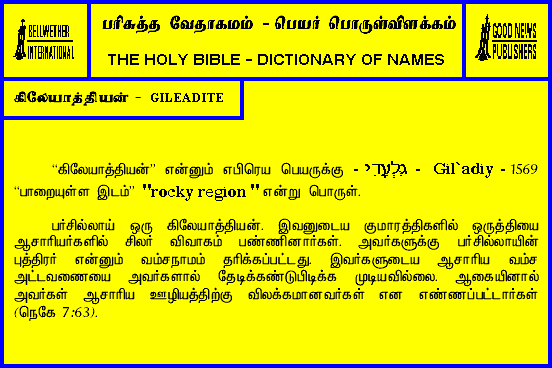 BELLWETHER
INTERNATIONAL
பரிசுத்த வேதாகமம் - பெயர் பொருள்விளக்கம்
THE HOLY BIBLE - DICTIONARY OF NAMES
GOOD NEWS
PUBLISHERS
கிலேயாத்தியன் - GILEADITE
“கிலேயாத்தியன்” என்னும் எபிரெய பெயருக்கு - גִּלְעָדִי - Gil`adiy - 1569
“பாறையுள்ள இடம்” "rocky region" என்று பொருள்.
பர்சில்லாய் ஒரு கிலேயாத்தியன். இவனுடைய குமாரத்திகளில் ஒருத்தியை
ஆசாரியர்களில் சிலர் விவாகம் பண்ணினார்கள். அவர்களுக்கு பர்சில்லாயின்
புத்திரர் என்னும் வம்சநாமம் தரிக்கப்பட்டது. இவர்களுடைய ஆசாரிய வம்ச
அட்டவணையை அவர்களால் தேடிக்கண்டுபிடிக்க முடியவில்லை. ஆகையினால்
அவர்கள் ஆசாரிய ஊழியத்திற்கு விலக்கமானவர்கள் என எண்ணப்பட்டார்கள்
(நெகே 7:63).